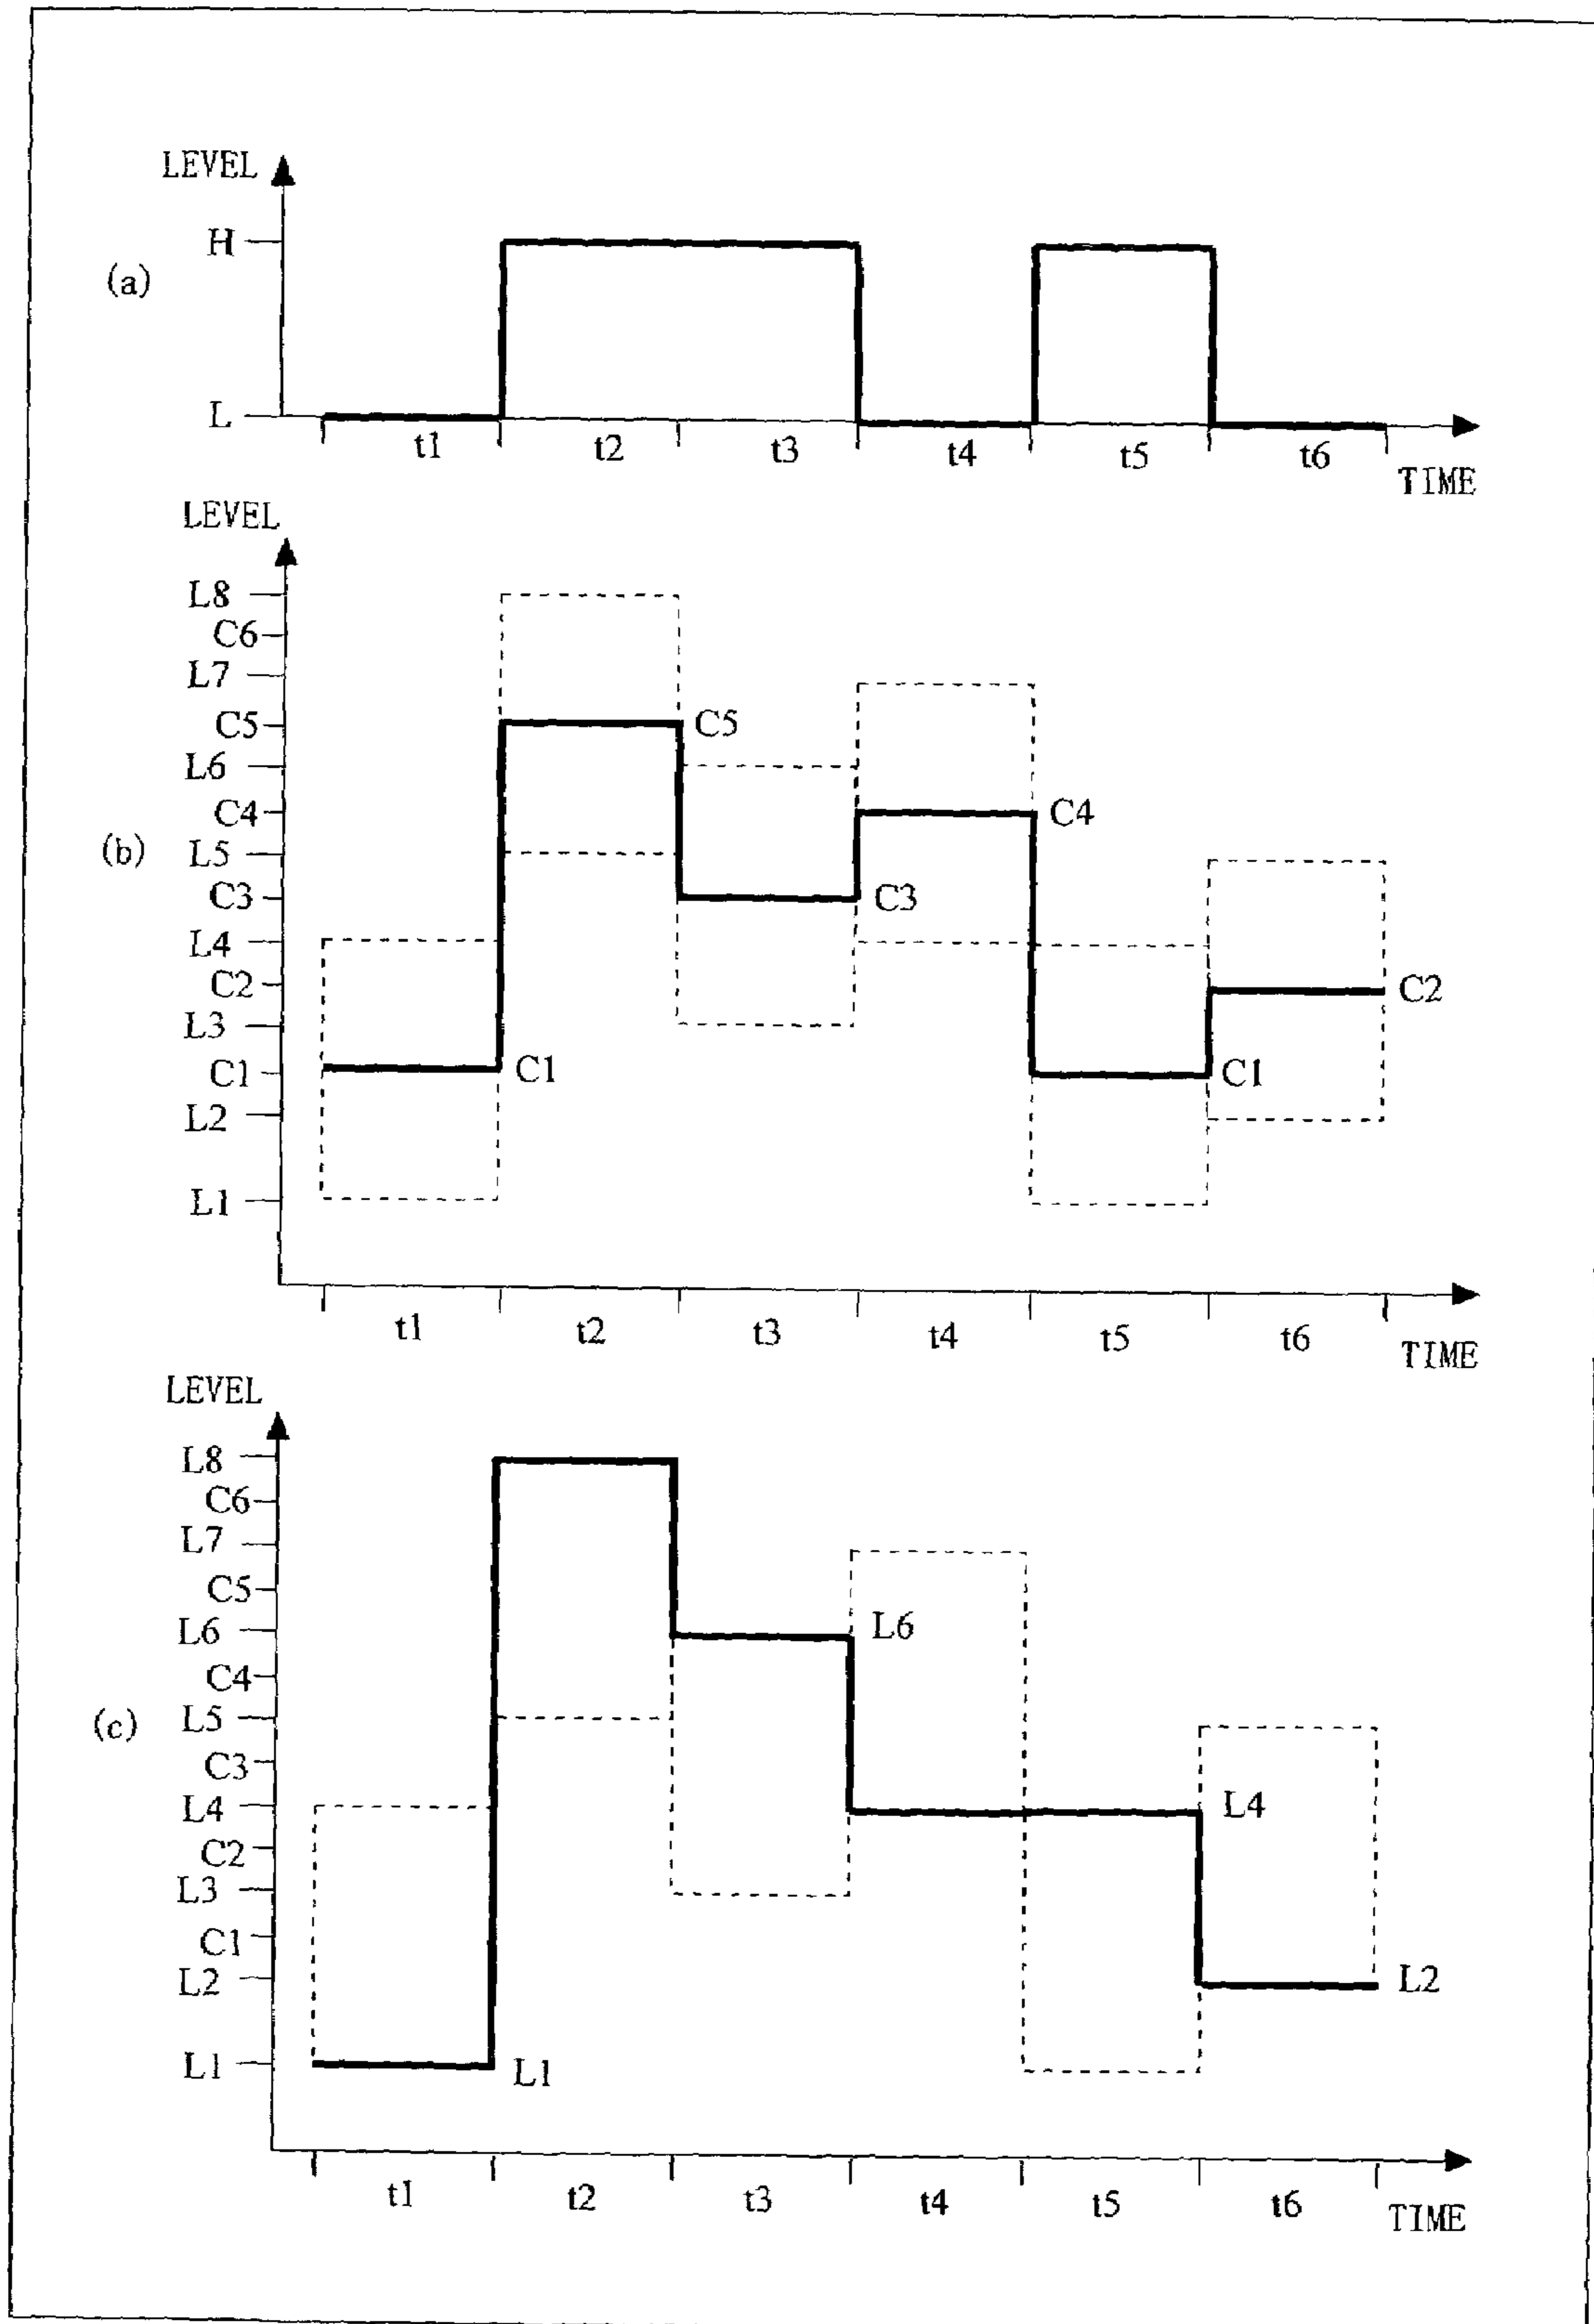 LEVEL
H
(a)
L
t1 t2 t3 t4 t5 t6
TIME
LEVEL
L8
C6
L7
C5 C5
L6
C4 C4
(b) L5
C3 C3
L4
C2 C2
L3
C1 C1 C1
L2
L1
t1 t2 t3 t4 t5 t6
TIME
LEVEL
L8
C6
L7
C5
L6 L6
C4
(c) L5
C3
L4 L4
C2
L3
C1
L2 L2
L1 L1
t1 t2 t3 t4 t5 t6
TIME